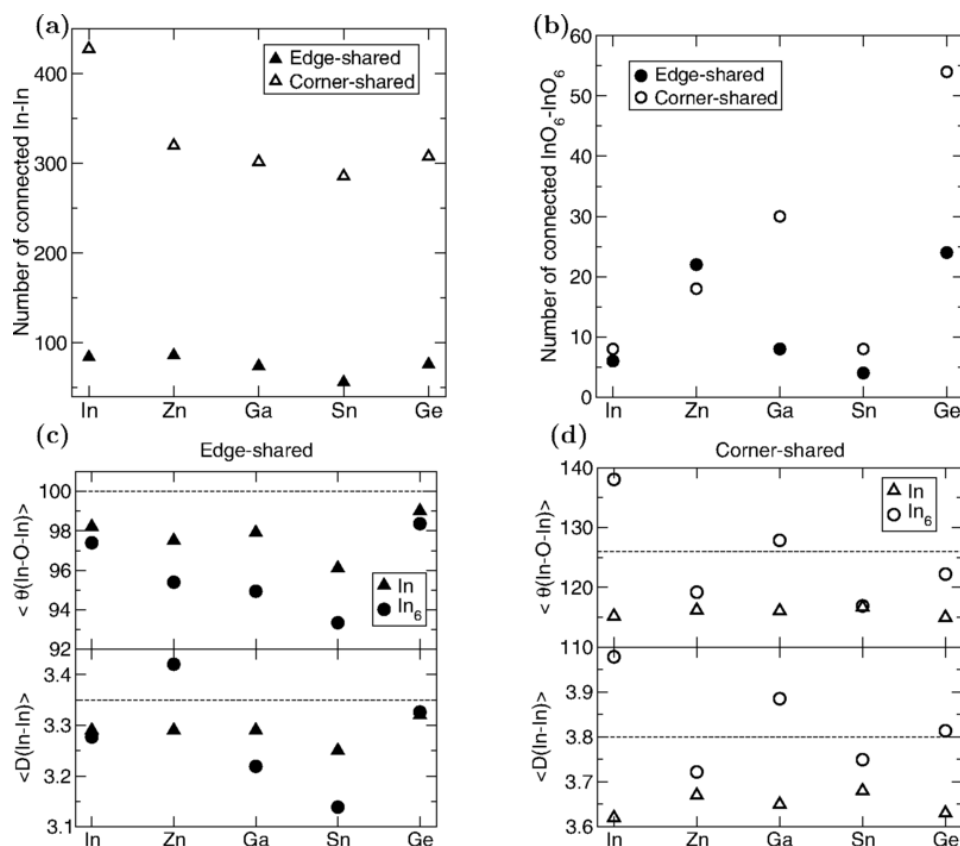 (a)
Edge-shared
Corner-shared
Number of connected In-In
400
300
200
100
In Zn Ga Sn Ge
(b)
Edge-shared
Corner-shared
Number of connected InO6-InO6
60
50
40
30
20
10
0
In Zn Ga Sn Ge
(c)
Edge-shared
< θ(In-O-In)>
100
98
96
94
92
In
In6
<D(In-In)>
3.4
3.3
3.2
3.1
In Zn Ga Sn Ge
(d)
Corner-shared
< θ(In-O-In)>
140
130
120
110
In
In6
<D(In-In)>
3.9
3.8
3.7
3.6
In Zn Ga Sn Ge